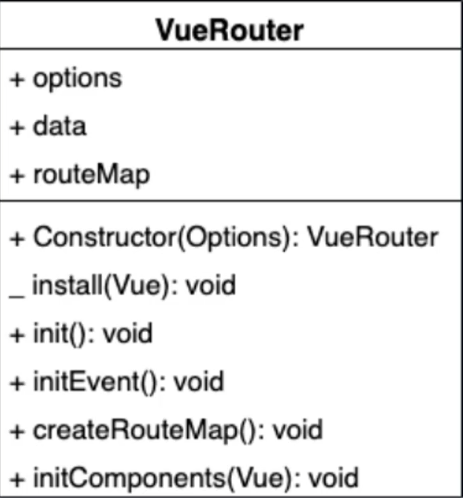 VueRouter
+ options
+ data
+ routeMap
+ Constructor(Options): VueRouter
_ install(Vue): void
+ init(): void
+ initEvent(): void
+ createRouteMap(): void
+ initComponents(Vue): void